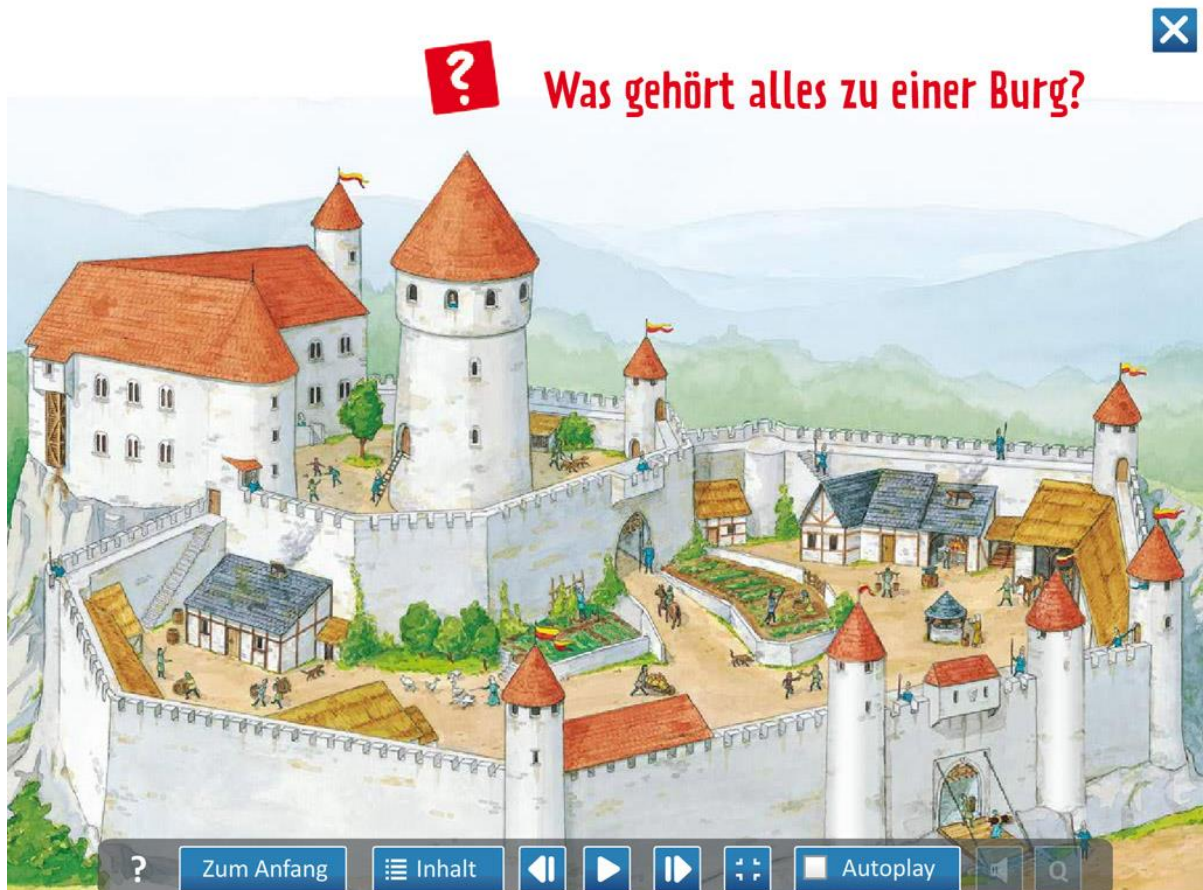 ?
Was gehört alles zu einer Burg?
?
Zum Anfang
Inhalt
Autoplay
Q